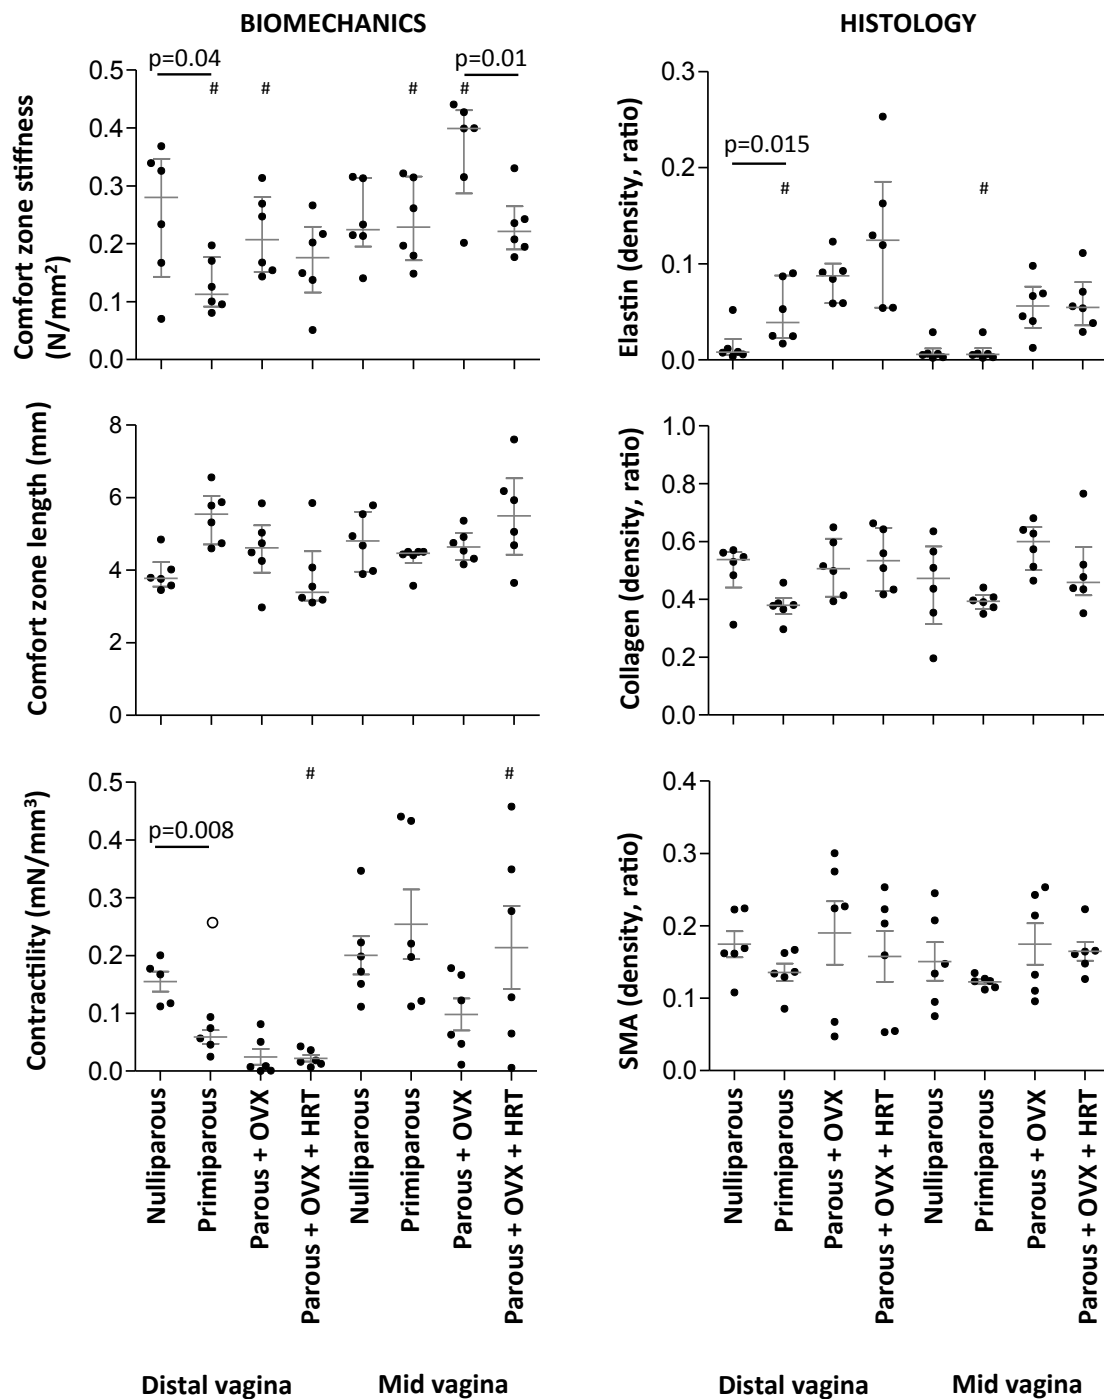 BIOMECHANICS
HISTOLOGY
p=0.04
p=0.01
# # # #
0.5
0.4
0.3
0.2
0.1
0.0
Comfort zone stiffness
(N/mm²)
p=0.015
# #
0.3
0.2
0.1
0.0
Elastin (density, ratio)
8
6
4
2
0
Comfort zone length (mm)
1.0
0.8
0.6
0.4
0.2
0.0
Collagen (density, ratio)
# #
p=0.008
0.5
0.4
0.3
0.2
0.1
0.0
Contractility (mN/mm³)
0.4
0.3
0.2
0.1
0.0
SMA (density, ratio)
Nulliparous
Primiparous
Parous + OVX
Parous + OVX + HRT
Nulliparous
Primiparous
Parous + OVX
Parous + OVX + HRT
Nulliparous
Primiparous
Parous + OVX
Parous + OVX + HRT
Nulliparous
Primiparous
Parous + OVX
Parous + OVX + HRT
Distal vagina
Mid vagina
Distal vagina
Mid vagina